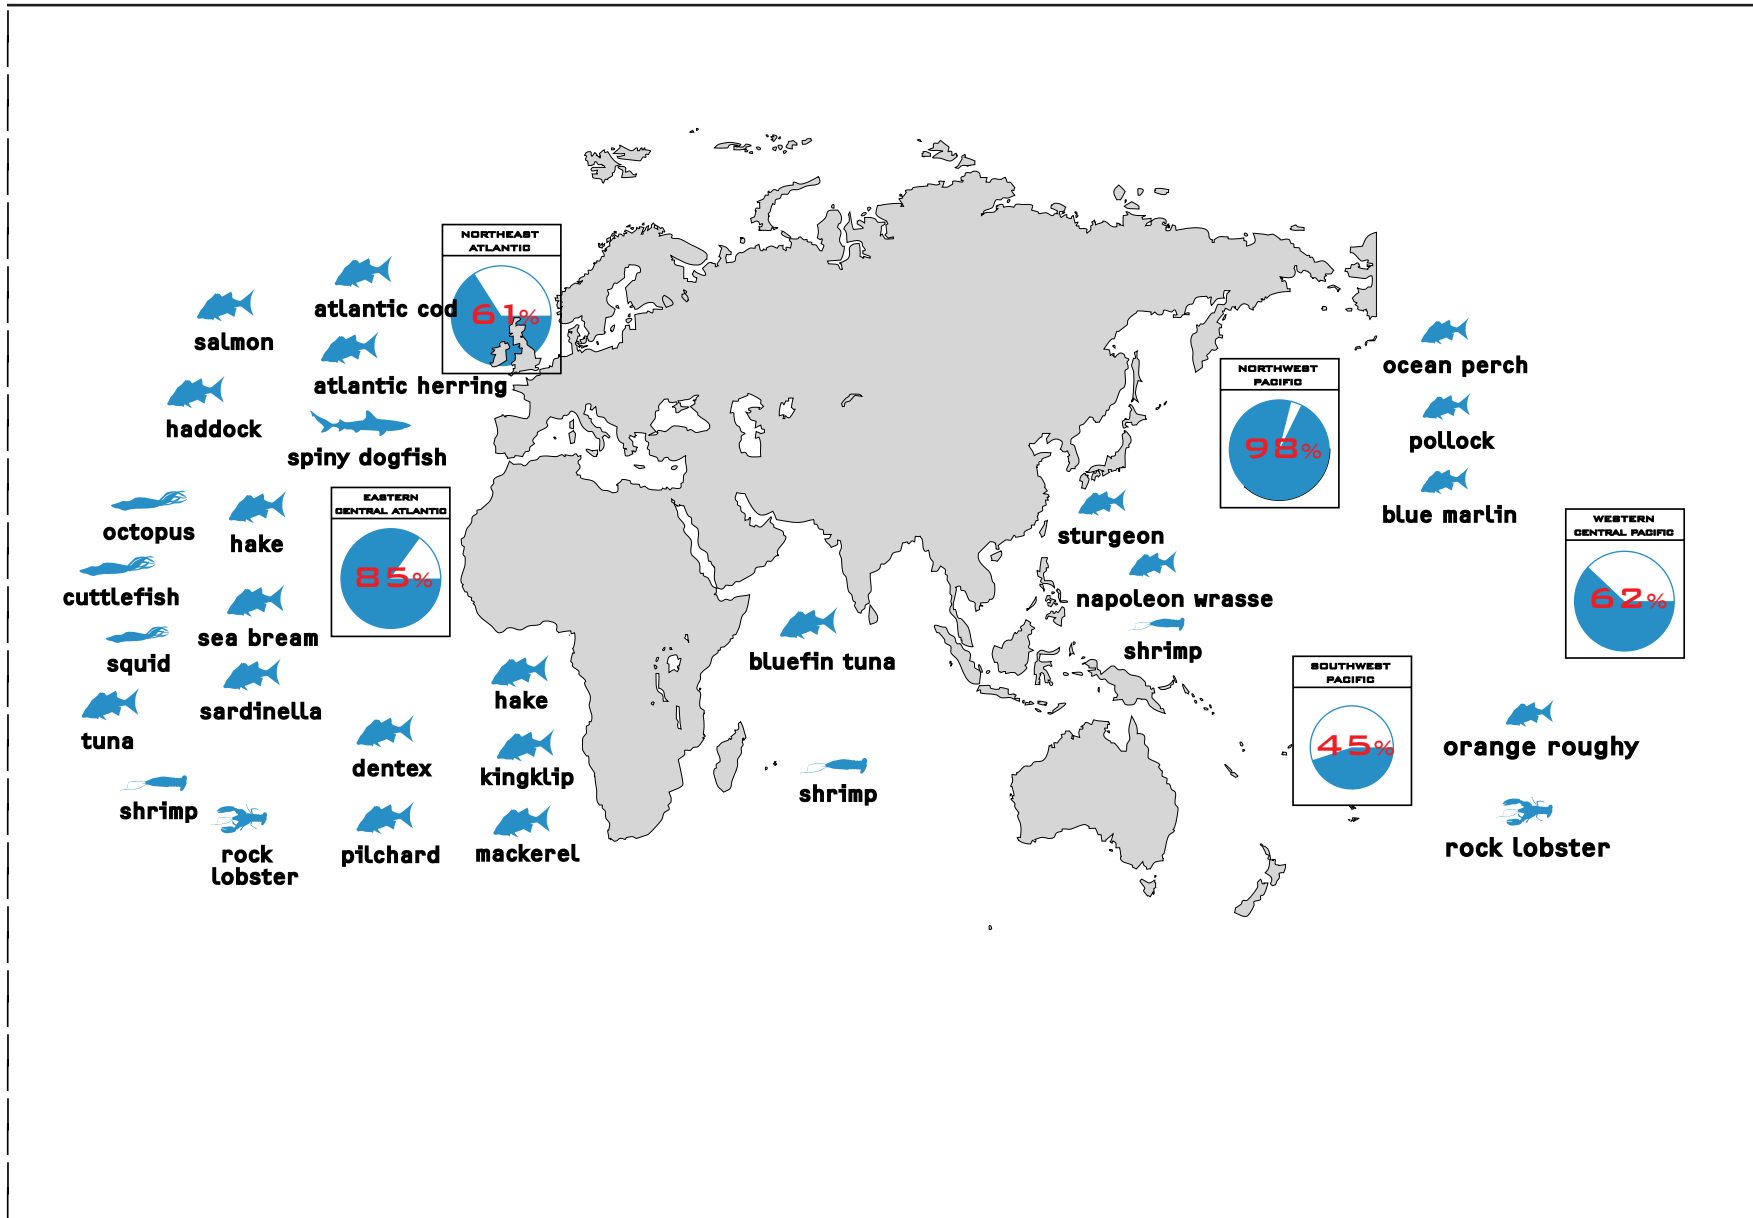 NORTHEAST
ATLANTIC
61%
atlantic cod
salmon
atlantic herring
haddock
spiny dogfish
EASTERN
CENTRAL ATLANTIC
85%
octopus
hake
cuttlefish
sea bream
squid
sardinella
tuna
shrimp
rock
lobster
dentex
pilchard
hake
kingklip
mackerel
bluefin tuna
shrimp
NORTHWEST
PACIFIC
98%
ocean perch
pollock
blue marlin
sturgeon
napoleon wrasse
shrimp
WESTERN
CENTRAL PACIFIC
62%
SOUTHWEST
PACIFIC
45%
orange roughy
rock lobster